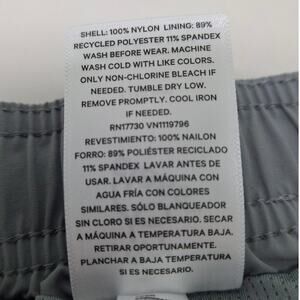 SHELL: 100% NYLON LINING: 89%
RECYCLED POLYESTER 11% SPANDEX
WASH BEFORE WEAR. MACHINE
WASH COLD WITH LIKE COLORS.
ONLY NON-CHLORINE BLEACH IF
NEEDED. TUMBLE DRY LOW.
REMOVE PROMPTLY. COOL IRON
IF NEEDED.
RN17730 VN1119796
REVESTIMIENTO: 100% NAILON
FORRO: 89% POLIÉSTER RECICLADO
11% SPANDEX LAVAR ANTES DE
USAR. LAVAR A MÁQUINA CON
AGUA FRÍA CON COLORES
SIMILARES. SÓLO BLANQUEADOR
SIN CLORO SI ES NECESARIO. SECAR
A MÁQUINA A TEMPERATURA BAJA.
RETIRAR OPORTUNAMENTE.
PLANCHAR A BAJA TEMPERATURA
SI ES NECESARIO.